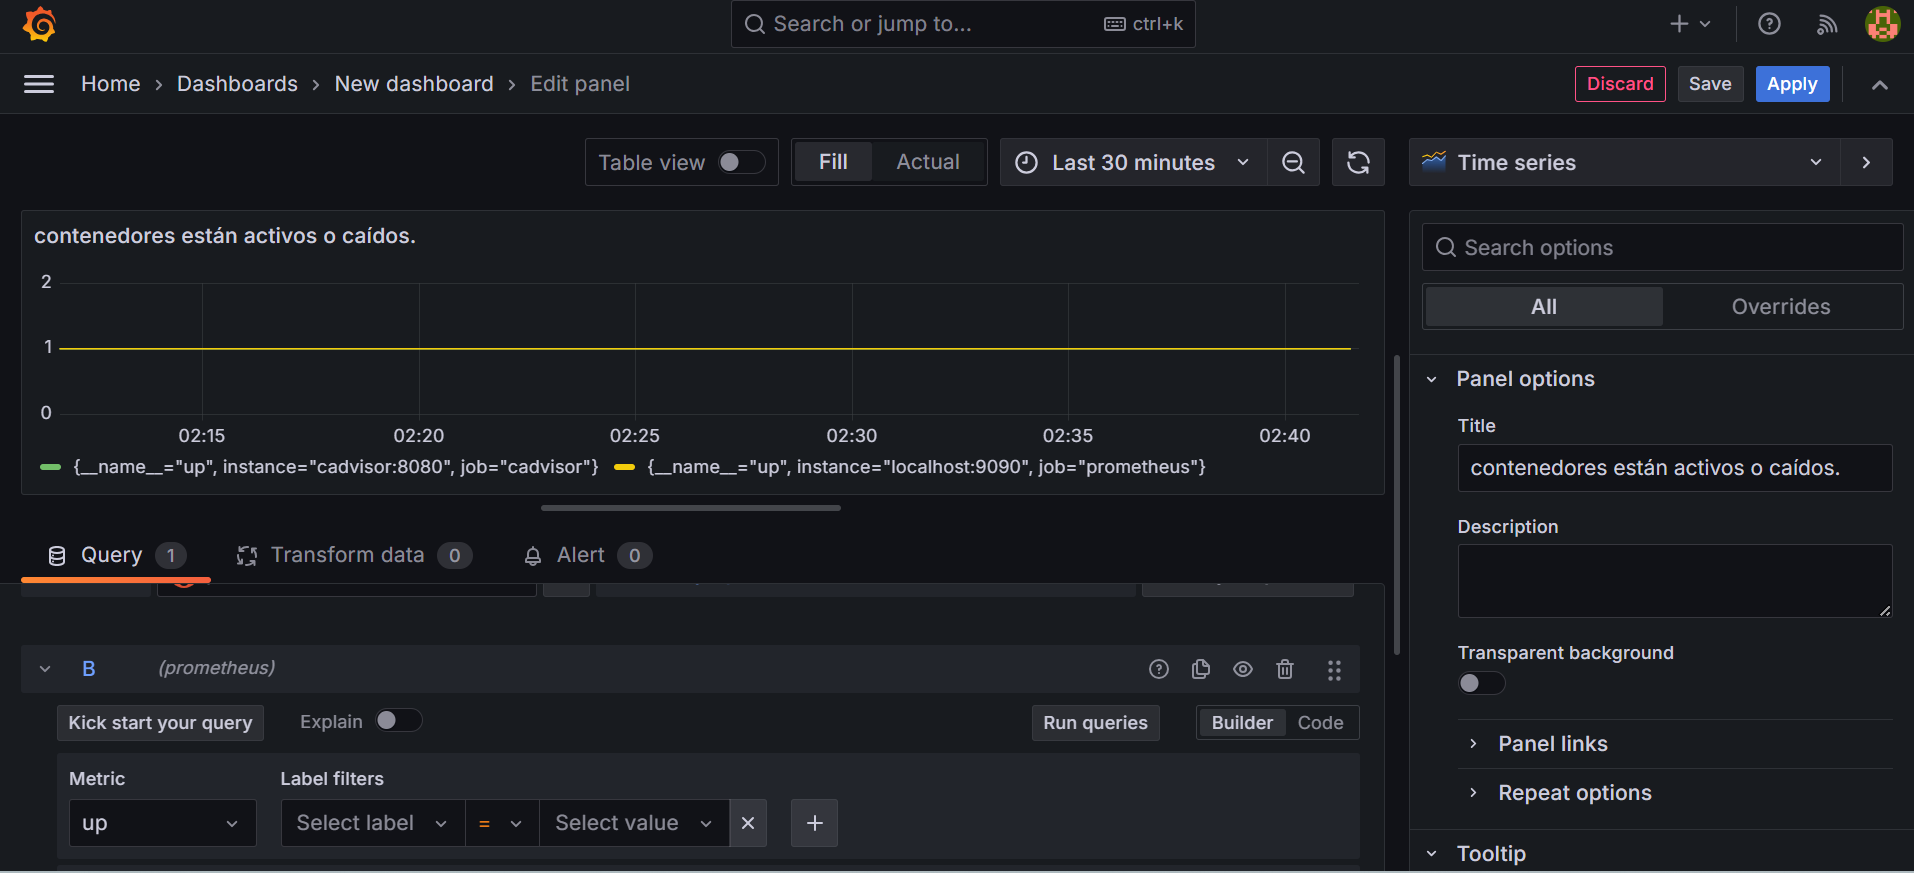 Search or jump to... ctrl+k
Home › Dashboards › New dashboard › Edit panel Discard Save Apply
Table view Fill Actual Last 30 minutes Time series
contenedores están activos o caídos.
2
1
0
02:15 02:20 02:25 02:30 02:35 02:40
{__name__="up", instance="cadvisor:8080", job="cadvisor"} {__name__="up", instance="localhost:9090", job="prometheus"}
Query 1 Transform data 0 Alert 0
B (prometheus)
Kick start your query Explain Run queries Builder Code
Metric Label filters
up Select label = Select value
Search options
All Overrides
Panel options
Title
contenedores están activos o caídos.
Description
Transparent background
Panel links
Repeat options
Tooltip